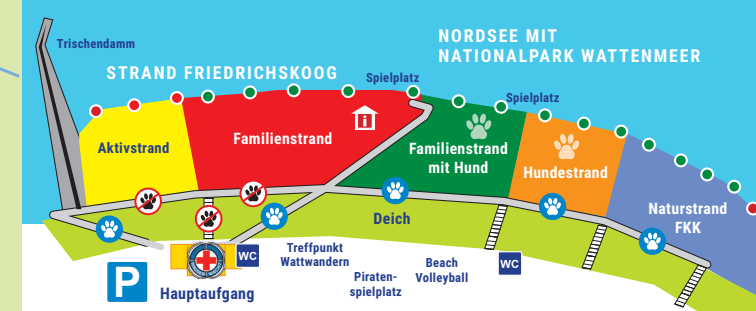 NORDSEE MIT
NATIONALPARK WATTENMEER
Trischendamm
STRAND FRIEDRICHSKOOG
Spielplatz
Spielplatz
i
Aktivstrand
Familienstrand
Familienstrand
mit Hund
Hundestrand
Naturstrand
FKK
Deich
WC
Treffpunkt
Wattwandern
Piraten-
spielplatz
Beach
Volleyball
WC
P
Hauptaufgang